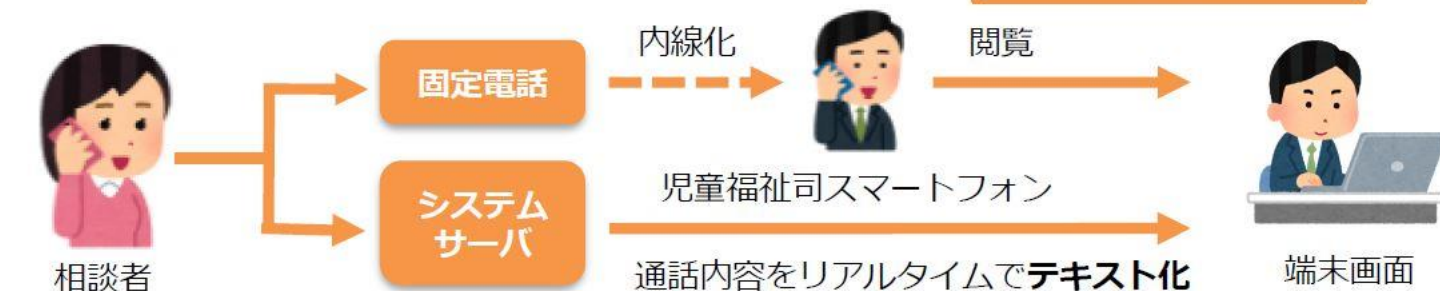 内線化
閲覧
固定電話
児童福祉司スマートフォン
システム
サーバ
通話内容をリアルタイムでテキスト化
相談者
端末画面